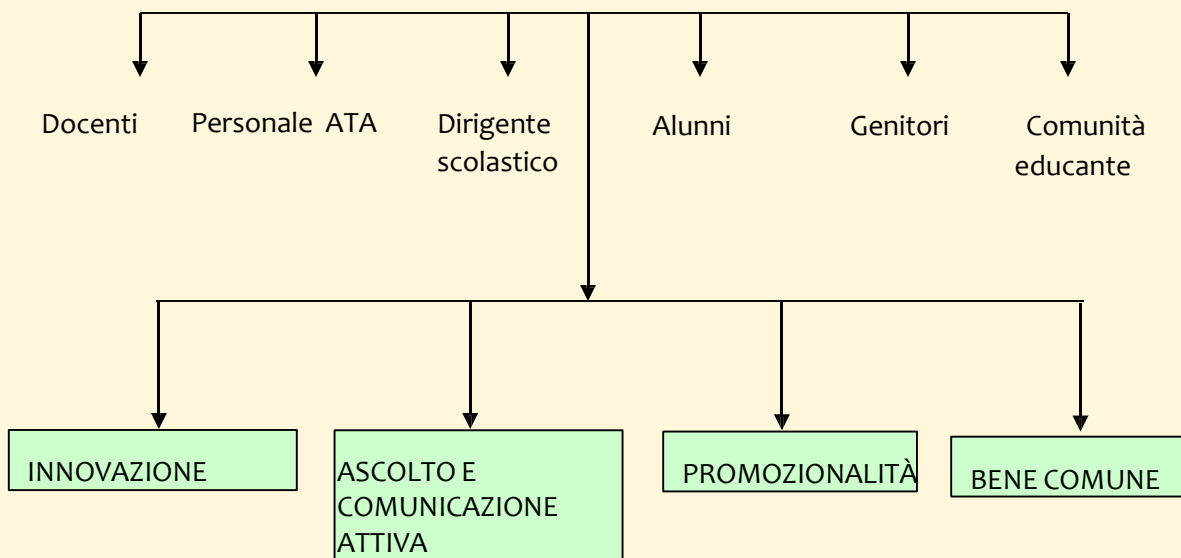 Docenti
Personale ATA
Dirigente
scolastico
Alunni
Genitori
Comunità
educante
INNOVAZIONE
ASCOLTO E
COMUNICAZIONE
ATTIVA
PROMOZIONALITÀ
BENE COMUNE